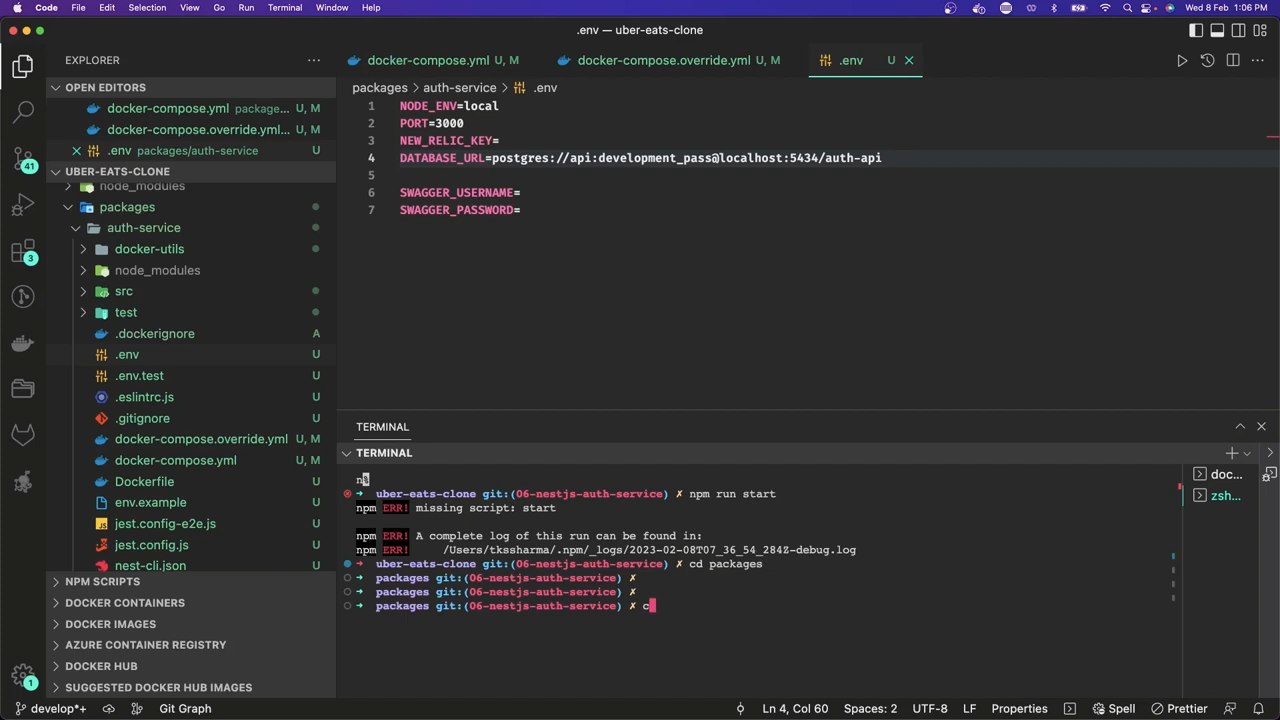 Code File Edit Selection View Go Run Terminal Window Help Wed 8 Feb 1:06 PM
.env — uber-eats-clone
EXPLORER
docker-compose.yml U, M docker-compose.override.yml U, M .env U
OPEN EDITORS
docker-compose.yml package... U, M
docker-compose.override.yml... U, M
.env packages/auth-service U
UBER-EATS-CLONE
node_modules
packages
auth-service
docker-utils
node_modules
src
test
.dockerignore A
.env U
.env.test U
.eslintrc.js U
.gitignore U
docker-compose.override.yml U, M
docker-compose.yml U, M
Dockerfile U
env.example U
jest.config-e2e.js U
jest.config.js U
nest-cli.json U
NPM SCRIPTS
DOCKER CONTAINERS
DOCKER IMAGES
AZURE CONTAINER REGISTRY
DOCKER HUB
SUGGESTED DOCKER HUB IMAGES
41
3
1
packages > auth-service > .env
1 NODE_ENV=local
2 PORT=3000
3 NEW_RELIC_KEY=
4 DATABASE_URL=postgres://api:development_pass@localhost:5434/auth-api
5
6 SWAGGER_USERNAME=
7 SWAGGER_PASSWORD=
TERMINAL
TERMINAL
n%
➜ uber-eats-clone git:(06-nestjs-auth-service) ✗ npm run start
npm ERR! missing script: start
npm ERR! A complete log of this run can be found in:
npm ERR! /Users/tkssharma/.npm/_logs/2023-02-08T07_36_54_284Z-debug.log
➜ uber-eats-clone git:(06-nestjs-auth-service) ✗ cd packages
➜ packages git:(06-nestjs-auth-service) ✗
➜ packages git:(06-nestjs-auth-service) ✗
➜ packages git:(06-nestjs-auth-service) ✗ c
doc...
zsh...
develop*+ Git Graph Ln 4, Col 60 Spaces: 2 UTF-8 LF Properties Spell Prettier